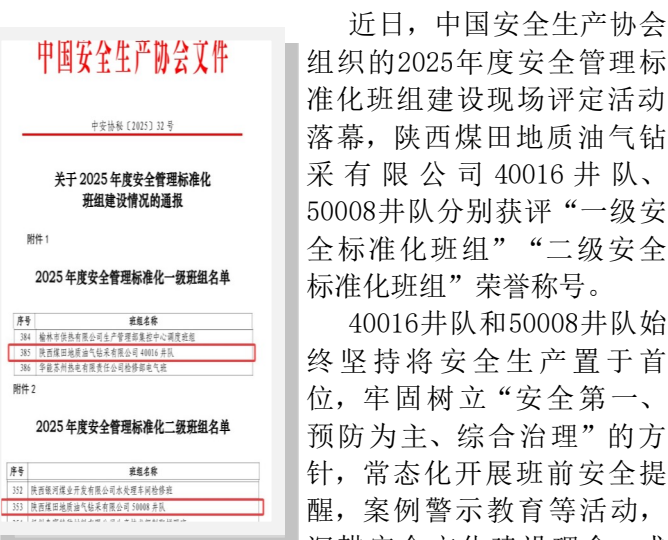 中国安全生产协会文件
中安协秘〔2025〕32号
关于2025年度安全管理标准化
班组建设情况的通报
附件1
2025年度安全管理标准化一级班组名单
序号 班组名称
384 榆林市供热有限公司生产管理部集控中心调度班组
385 陕西煤田地质油气钻采有限公司40016井队
386 华能苏州热电有限责任公司检修部电气班
附件2
2025年度安全管理标准化二级班组名单
序号 班组名称
352 陕西银河煤业开发有限公司水处理车间检修班
353 陕西煤田地质油气钻采有限公司50008井队
近日，中国安全生产协会
组织的2025年度安全管理标
准化班组建设现场评定活动
落幕，陕西煤田地质油气钻
采有限公司40016井队、
50008井队分别获评“一级安
全标准化班组”“二级安全
标准化班组”荣誉称号。
40016井队和50008井队始
终坚持将安全生产置于首
位，牢固树立“安全第一、
预防为主、综合治理”的方
针，常态化开展班前安全提
醒，案例警示教育等活动，